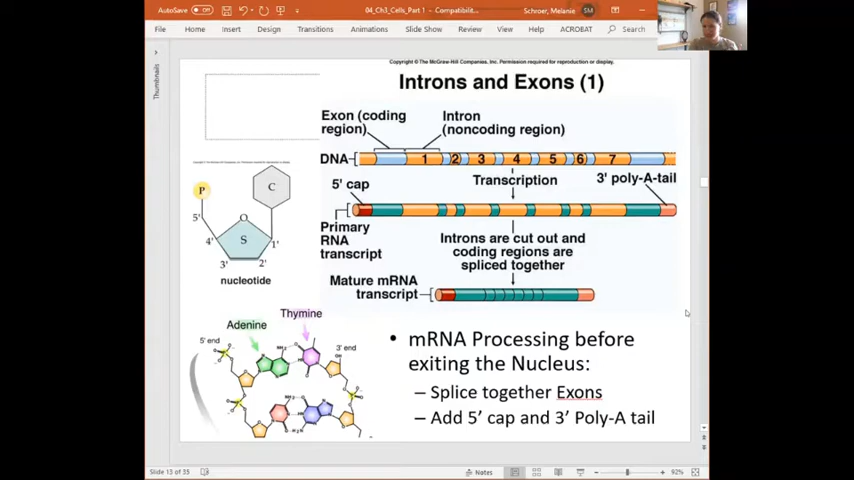 AutoSave Off
04_Ch3_Cells_Part 1 - Compatibilit...
Schroer, Melanie SM
File Home Insert Design Transitions Animations Slide Show Review View Help ACROBAT Search
Thumbnails
Copyright © The McGraw-Hill Companies, Inc. Permission required for reproduction or display.
Introns and Exons (1)
Exon (coding
region)
Intron
(noncoding region)
DNA
1 2 3 4 5 6 7
5' cap
Transcription
3' poly-A-tail
Primary
RNA
transcript
Introns are cut out and
coding regions are
spliced together
Mature mRNA
transcript
P
C
O
5'
4'
S
1'
3'
2'
nucleotide
Adenine
Thymine
5' end
3' end
• mRNA Processing before
exiting the Nucleus:
– Splice together Exons
– Add 5' cap and 3' Poly-A tail
Slide 13 of 35
Notes
92%